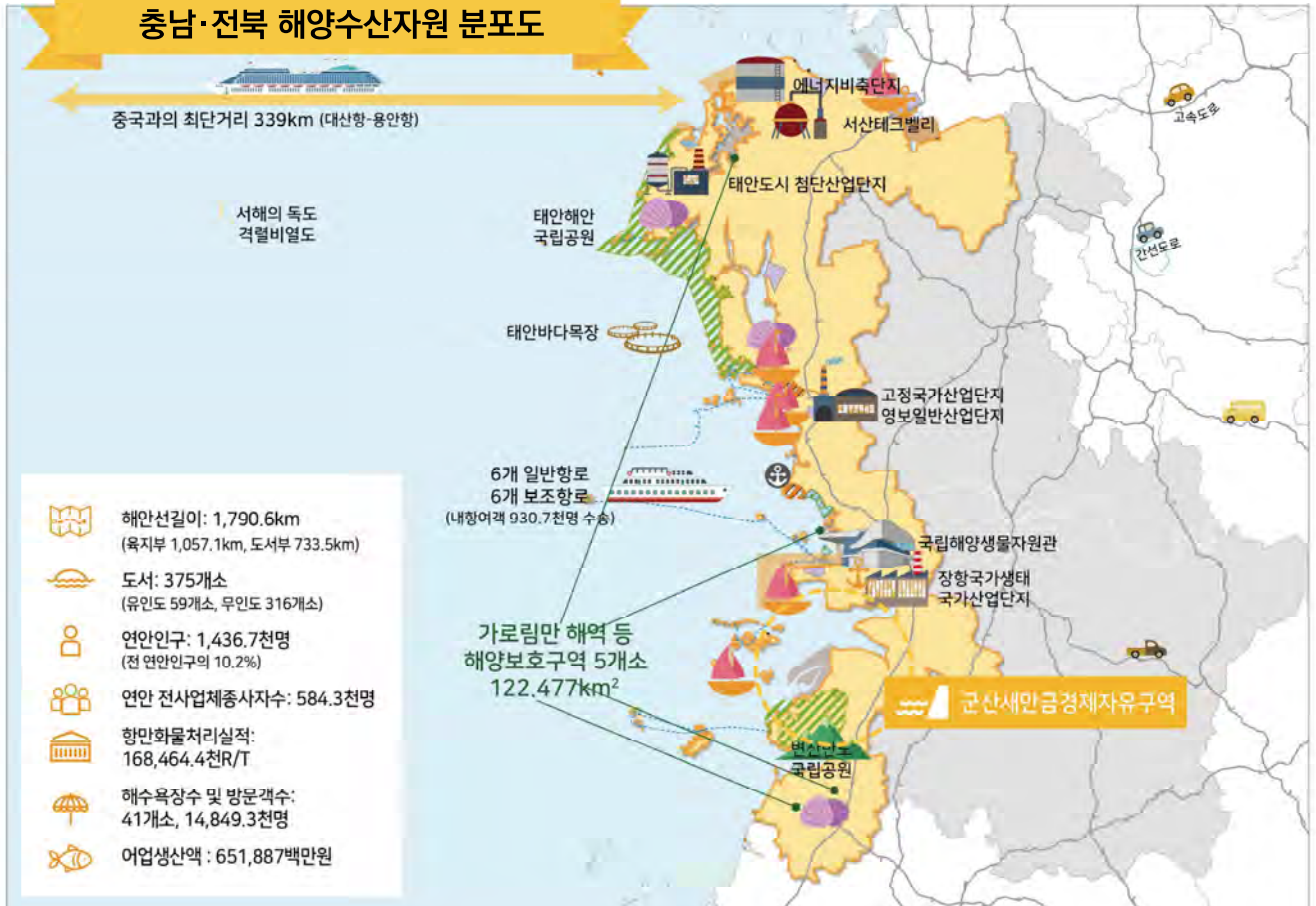 충남·전북 해양수산자원 분포도
중국과의 최단거리 339km (대산항-용안항)
에너지비축단지
서산테크벨리
고속도로
태안도시 첨단산업단지
서해의 독도
격렬비열도
태안해안
국립공원
간선도로
태안바다목장
고정국가산업단지
영보일반산업단지
6개 일반항로
6개 보조항로
(내항여객 930.7천명 수송)
국립해양생물자원관
장항국가생태
국가산업단지
가로림만 해역 등
해양보호구역 5개소
122.477km²
군산새만금경제자유구역
변산반도
국립공원
해안선길이: 1,790.6km
(육지부 1,057.1km, 도서부 733.5km)
도서: 375개소
(유인도 59개소, 무인도 316개소)
연안인구: 1,436.7천명
(전 연안인구의 10.2%)
연안 전사업체종사자수: 584.3천명
항만화물처리실적:
168,464.4천R/T
해수욕장수 및 방문객수:
41개소, 14,849.3천명
어업생산액 : 651,887백만원